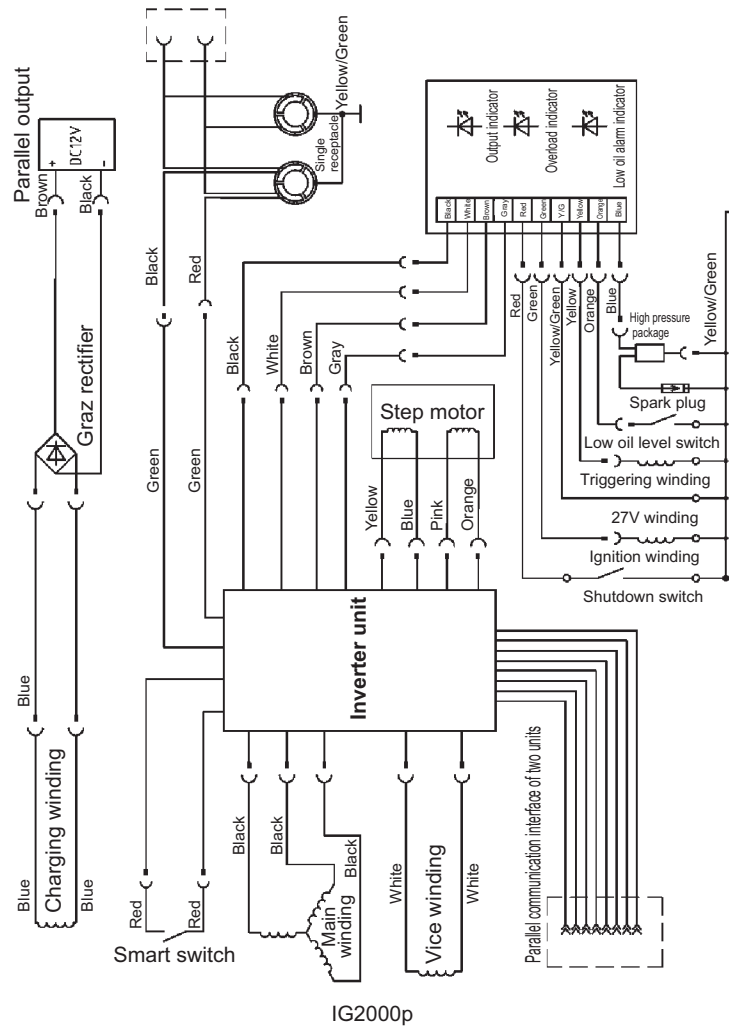 Parallel output
DC12V
+
-
Brown
Black
Graz rectifier
Blue
Charging winding
Blue
Blue
Black
Red
Green
Green
Single
receptacle
Yellow/Green
Output indicator
Overload indicator
Low oil alarm indicator
Black
White
Brown
Gray
Red
Green
Y/G
Yellow
Orange
Blue
Black
White
Brown
Gray
Red
Green
Yellow/Green
Yellow
Orange
Blue
High pressure
package
Yellow/Green
Spark plug
Low oil level switch
Triggering winding
27V winding
Ignition winding
Shutdown switch
Step motor
Yellow
Blue
Pink
Orange
Inverter unit
Red
Red
Smart switch
Black
Black
Black
Main
winding
White
White
Vice winding
Parallel communication interface of two units
IG2000p